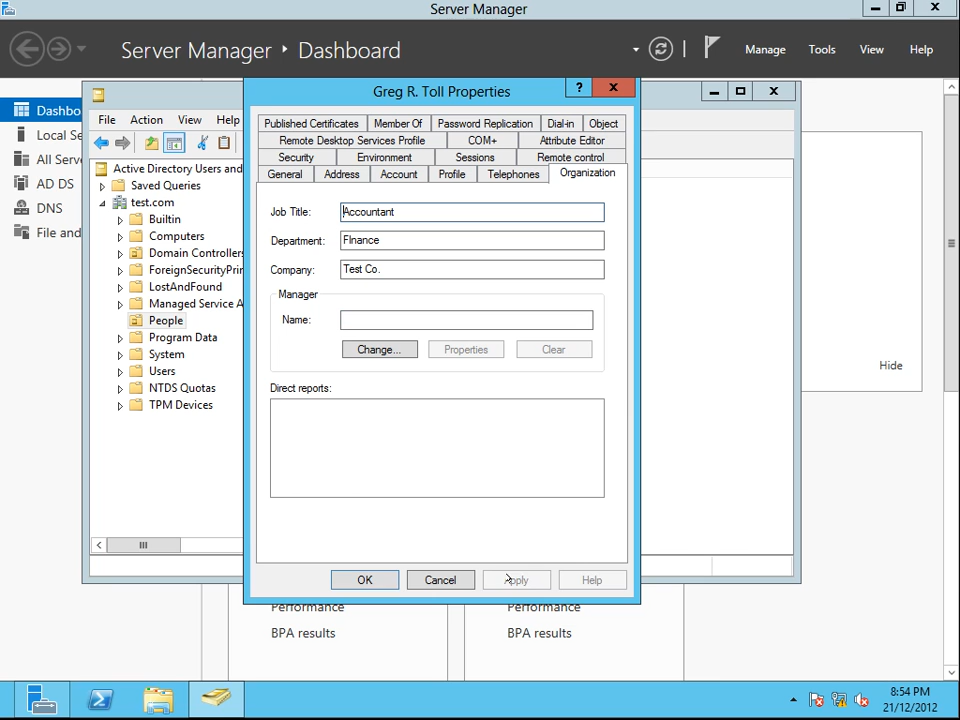 Server Manager
Server Manager ‣ Dashboard
Manage Tools View Help
Dashbo
Local Se
All Serve
AD DS
DNS
File and
File Action View Help
Active Directory Users and
Saved Queries
test.com
Builtin
Computers
Domain Controllers
ForeignSecurityPrin
LostAndFound
Managed Service A
People
Program Data
System
Users
NTDS Quotas
TPM Devices
Greg R. Toll Properties
?
Published Certificates Member Of Password Replication Dial-in Object
Remote Desktop Services Profile COM+ Attribute Editor
Security Environment Sessions Remote control
General Address Account Profile Telephones Organization
Job Title: Accountant
Department: FInance
Company: Test Co.
Manager
Name:
Change... Properties Clear
Direct reports:
OK Cancel Apply Help
Hide
Performance
BPA results
Performance
BPA results
8:54 PM
21/12/2012